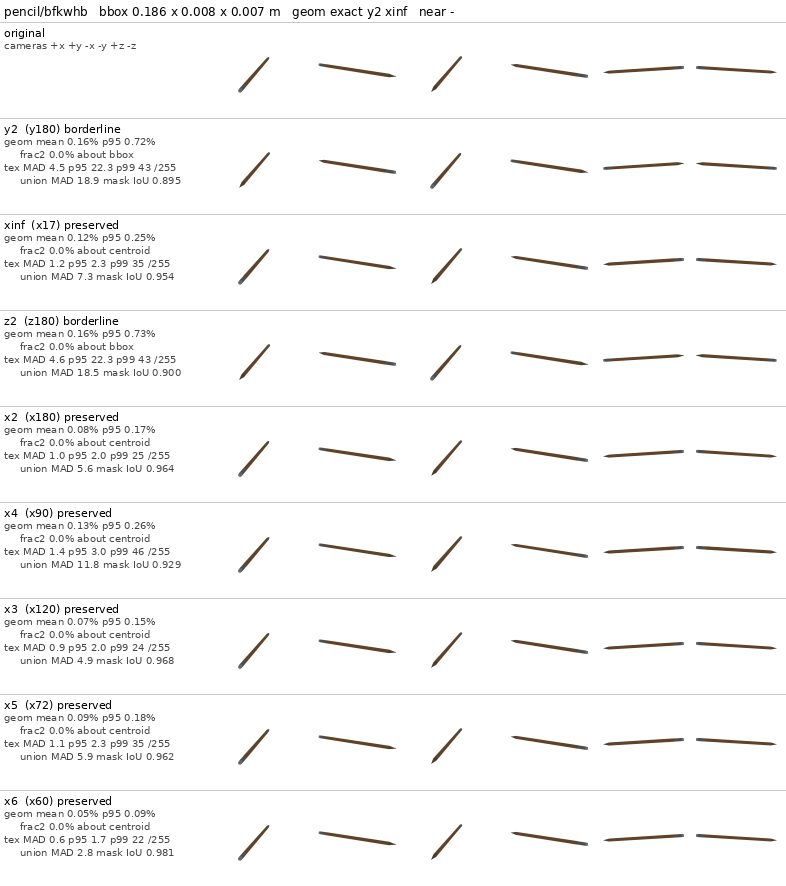 pencil/bfkwhb bbox 0.186 x 0.008 x 0.007 m geom exact y2 xinf near -
original
cameras +x +y -x -y +z -z
y2 (y180) borderline
geom mean 0.16% p95 0.72%
frac2 0.0% about bbox
tex MAD 4.5 p95 22.3 p99 43 /255
union MAD 18.9 mask IoU 0.895
xinf (x17) preserved
geom mean 0.12% p95 0.25%
frac2 0.0% about centroid
tex MAD 1.2 p95 2.3 p99 35 /255
union MAD 7.3 mask IoU 0.954
z2 (z180) borderline
geom mean 0.16% p95 0.73%
frac2 0.0% about bbox
tex MAD 4.6 p95 22.3 p99 43 /255
union MAD 18.5 mask IoU 0.900
x2 (x180) preserved
geom mean 0.08% p95 0.17%
frac2 0.0% about centroid
tex MAD 1.0 p95 2.0 p99 25 /255
union MAD 5.6 mask IoU 0.964
x4 (x90) preserved
geom mean 0.13% p95 0.26%
frac2 0.0% about centroid
tex MAD 1.4 p95 3.0 p99 46 /255
union MAD 11.8 mask IoU 0.929
x3 (x120) preserved
geom mean 0.07% p95 0.15%
frac2 0.0% about centroid
tex MAD 0.9 p95 2.0 p99 24 /255
union MAD 4.9 mask IoU 0.968
x5 (x72) preserved
geom mean 0.09% p95 0.18%
frac2 0.0% about centroid
tex MAD 1.1 p95 2.3 p99 35 /255
union MAD 5.9 mask IoU 0.962
x6 (x60) preserved
geom mean 0.05% p95 0.09%
frac2 0.0% about centroid
tex MAD 0.6 p95 1.7 p99 22 /255
union MAD 2.8 mask IoU 0.981